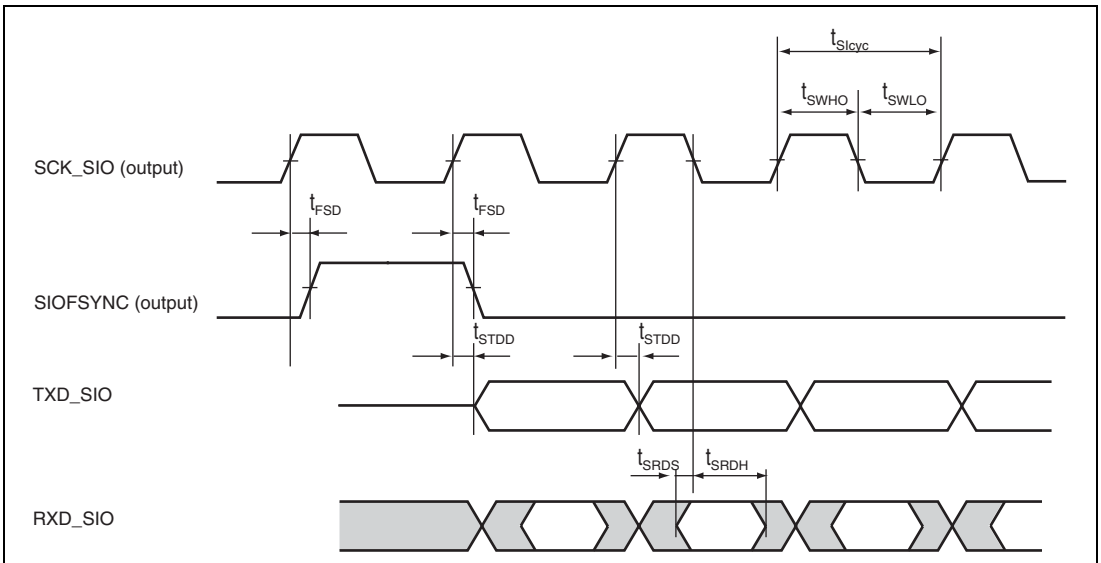 tSIcyc
tSWHO tSWLO
SCK_SIO (output)
tFSD tFSD
SIOFSYNC (output)
tSTDD tSTDD
TXD_SIO
tSRDS tSRDH
RXD_SIO